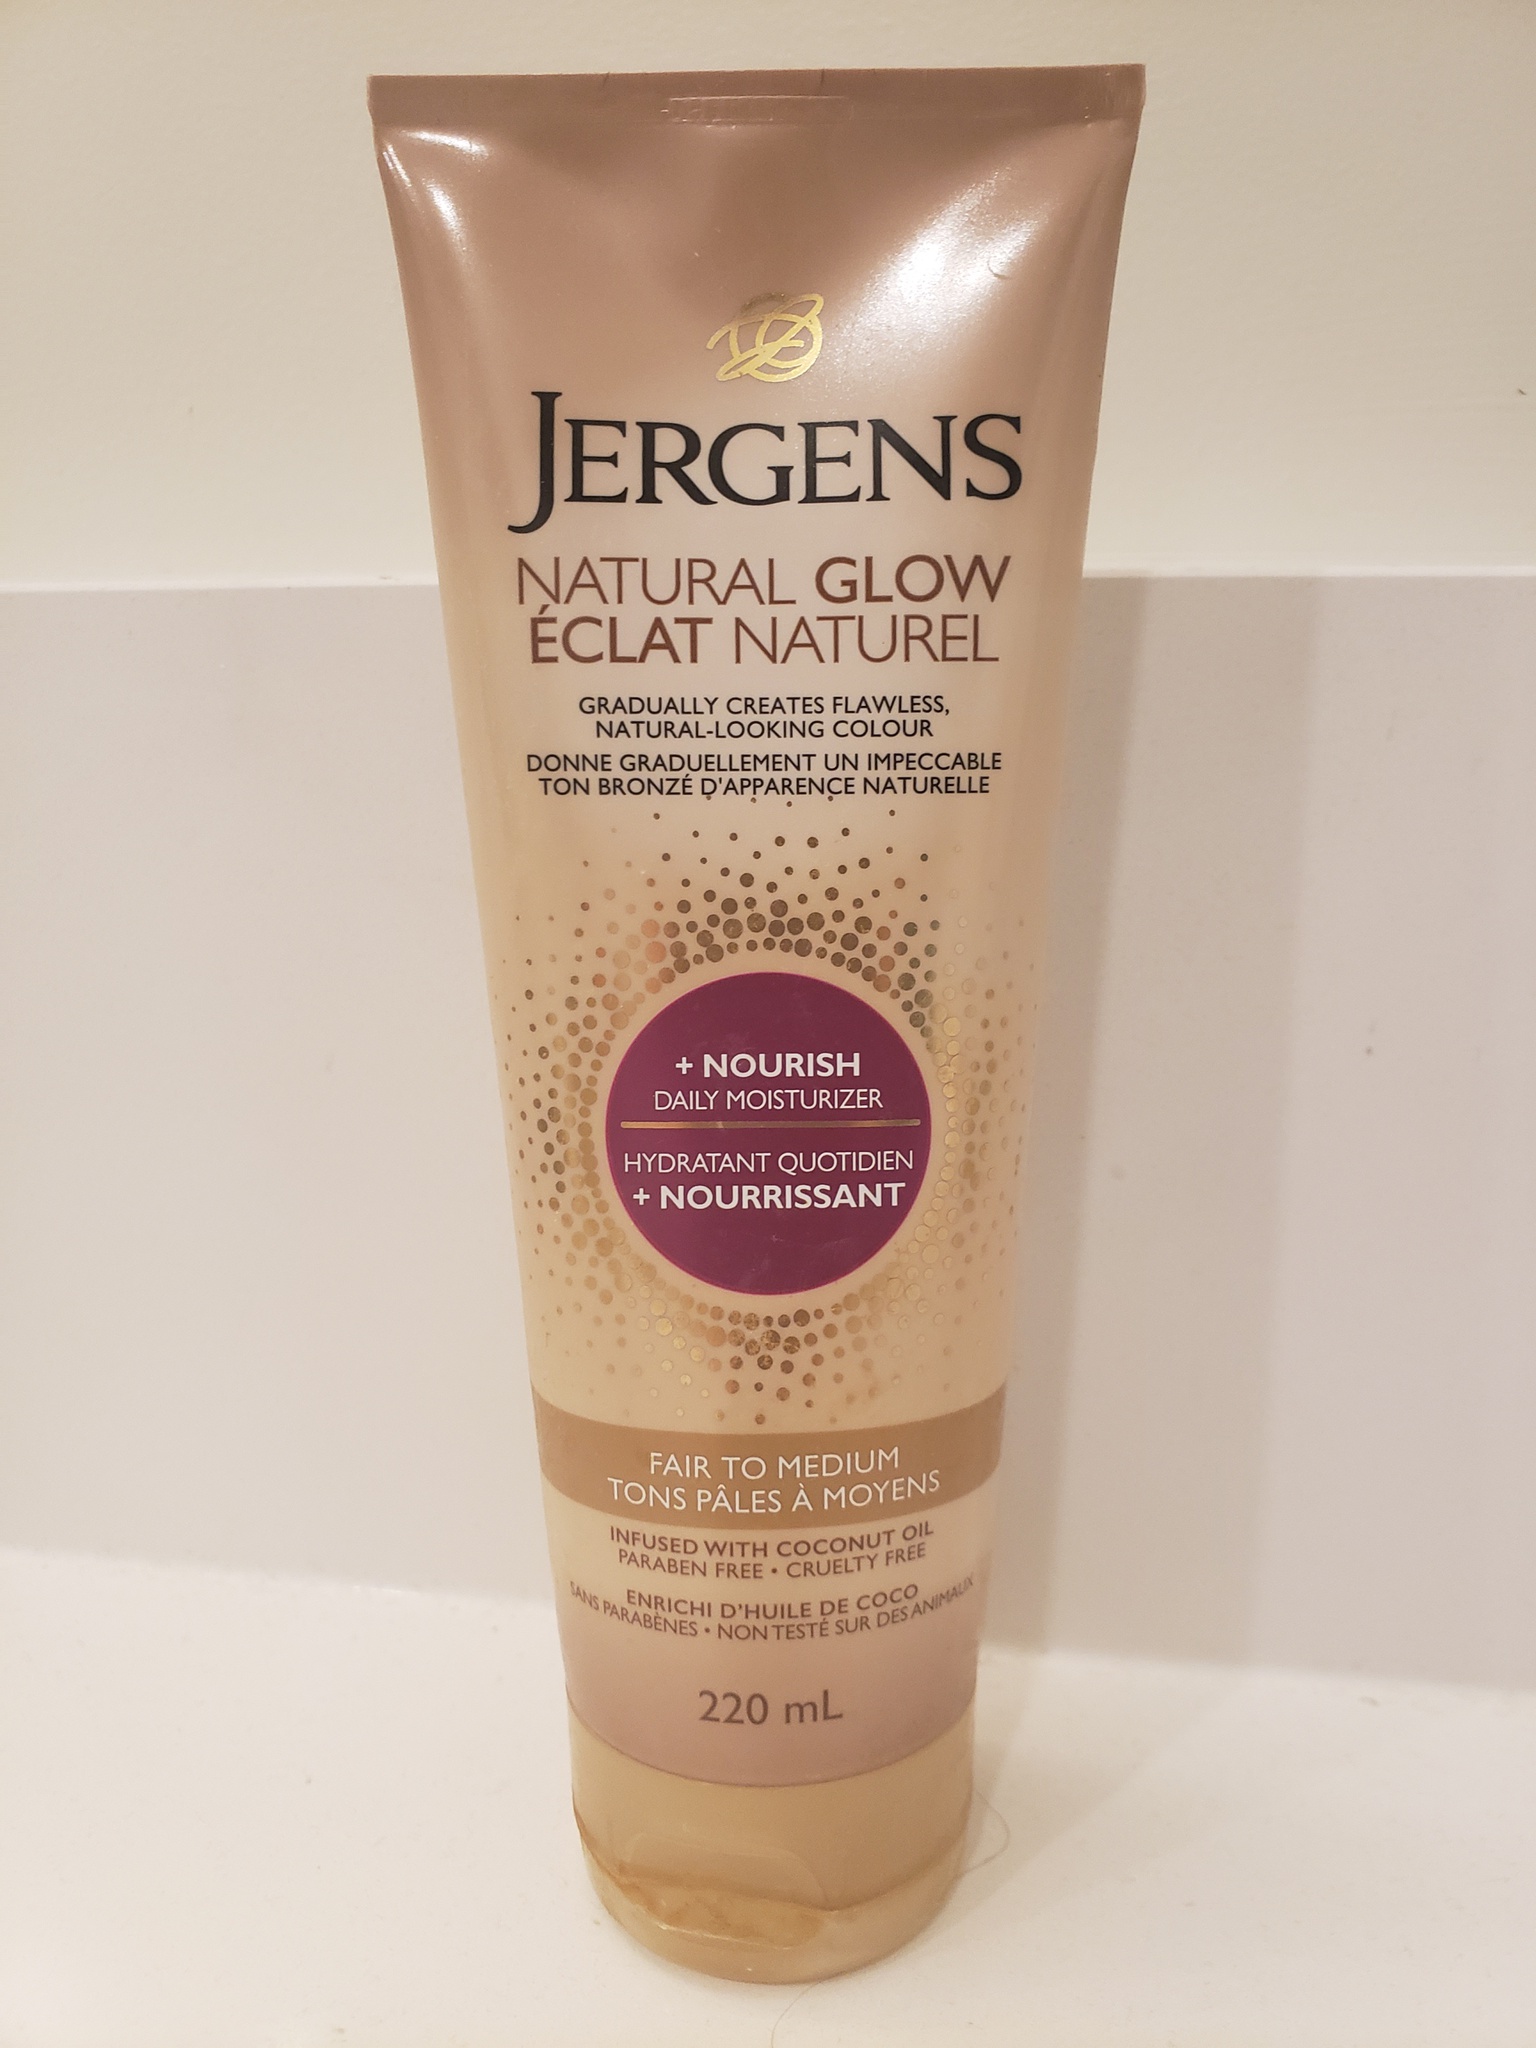 JERGENS
NATURAL GLOW
ÉCLAT NATUREL
GRADUALLY CREATES FLAWLESS,
NATURAL-LOOKING COLOUR
DONNE GRADUELLEMENT UN IMPECCABLE
TON BRONZÉ D'APPARENCE NATURELLE
+ NOURISH
DAILY MOISTURIZER
HYDRATANT QUOTIDIEN
+ NOURRISSANT
FAIR TO MEDIUM
TONS PÂLES À MOYENS
INFUSED WITH COCONUT OIL
PARABEN FREE • CRUELTY FREE
ENRICHI D'HUILE DE COCO
SANS PARABÈNES • NON TESTÉ SUR DES ANIMAUX
220 mL